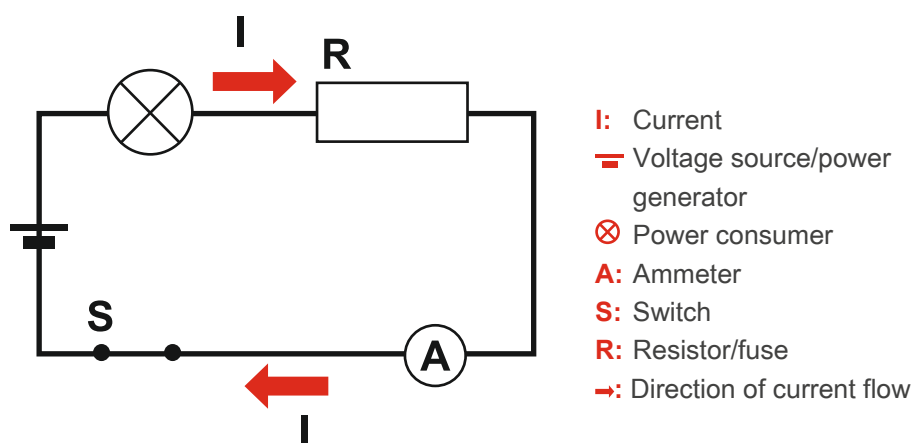 I
R
S
A
I
I: Current
Voltage source/power
generator
Power consumer
A: Ammeter
S: Switch
R: Resistor/fuse
→: Direction of current flow